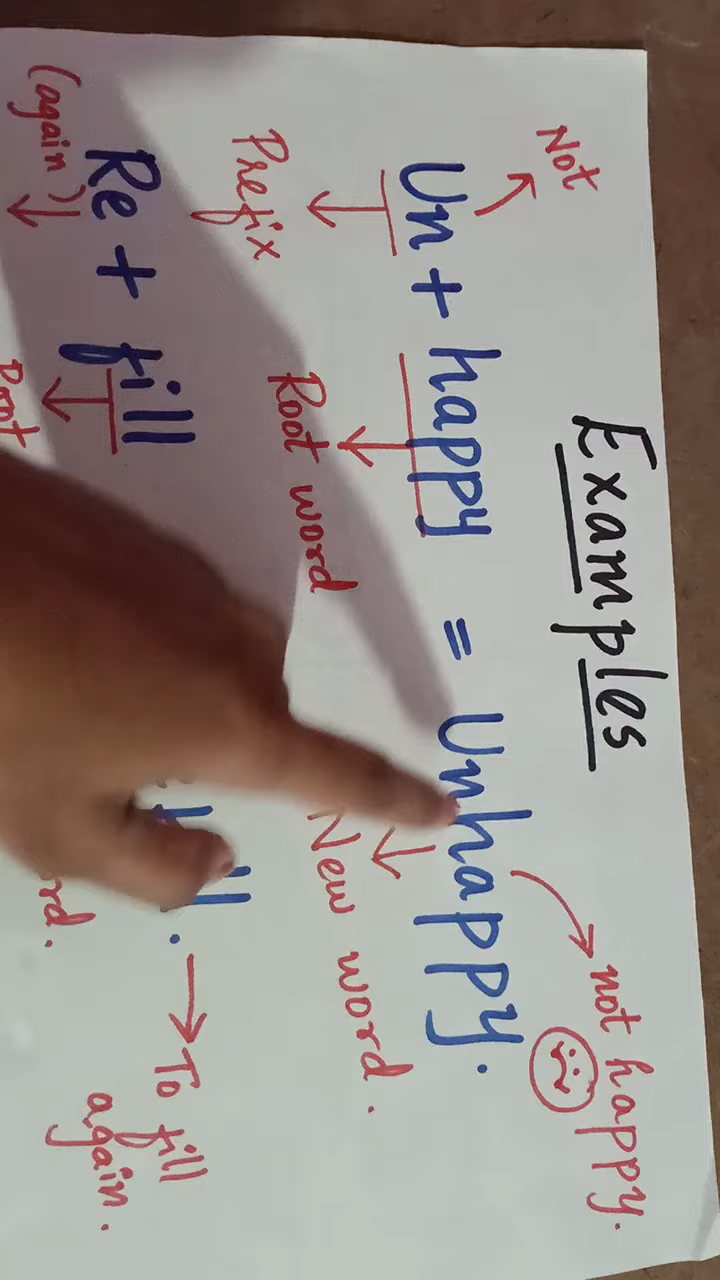 Examples
Not
not happy.
Un + happy = Unhappy.
Prefix
Root word
New word.
Re + fill
To fill
again.
(again)
Root